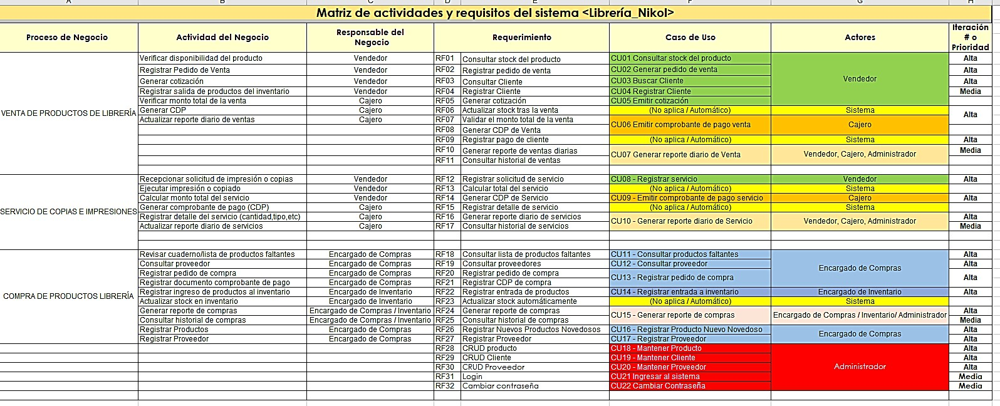 A B C D E F G H
Matriz de actividades y requisitos del sistema <Librería_Nikol>
Proceso de Negocio Actividad del Negocio Responsable del Negocio Requerimiento Caso de Uso Actores Iteración # o Prioridad
VENTA DE PRODUCTOS DE LIBRERÍA
Verificar disponibilidad del producto Vendedor RF01 Consultar stock del producto CU01 Consultar stock del producto Vendedor Alta
Registrar Pedido de Venta Vendedor RF02 Registrar pedido de venta CU02 Generar pedido de venta Alta
Generar cotización Vendedor RF03 Consultar Cliente CU03 Buscar Cliente Alta
Registrar salida de productos del inventario Vendedor RF04 Registrar Cliente CU04 Registrar Cliente Media
Verificar monto total de la venta Cajero RF05 Generar cotización CU05 Emitir cotización
Generar CDP Cajero RF06 Actualizar stock tras la venta (No aplica / Automático) Sistema Alta
Actualizar reporte diario de ventas Cajero RF07 Validar el monto total de la venta CU06 Emitir comprobante de pago venta Cajero
RF08 Generar CDP de Venta
RF09 Registrar pago de cliente (No aplica / Automático) Sistema Alta
RF10 Generar reporte de ventas diarias CU07 Generar reporte diario de Venta Vendedor, Cajero, Administrador Media
RF11 Consultar historial de ventas
SERVICIO DE COPIAS E IMPRESIONES
Recepcionar solicitud de impresión o copias Vendedor RF12 Registrar solicitud de servicio CU08 - Registrar servicio Vendedor Alta
Ejecutar impresión o copiado Vendedor RF13 Calcular total del servicio (No aplica / Automático) Sistema
Calcular monto total del servicio Vendedor RF14 Generar CDP de Servicio CU09 - Emitir comprobante de pago servicio Cajero Alta
Generar comprobante de pago (CDP) Cajero RF15 Registrar detalle de servicio (No aplica / Automático) Sistema
Registrar detalle del servicio (cantidad,tipo,etc) Cajero RF16 Generar reporte diario de servicios CU10 - Generar reporte diario de Servicio Vendedor, Cajero, Administrador Alta
Actualizar reporte diario de servicios Cajero RF17 Consultar historial de servicios Media
COMPRA DE PRODUCTOS LIBRERÍA
Revisar cuaderno/lista de productos faltantes Encargado de Compras RF18 Consultar lista de productos faltantes CU11 - Consultar productos faltantes Encargado de Compras Alta
Consultar proveedor Encargado de Compras RF19 Consultar proveedores CU12 - Consultar proveedor Alta
Registrar pedido de compra Encargado de Compras RF20 Registrar pedido de compra CU13 - Registrar pedido de compra Alta
Registrar documento comprobante de pago Encargado de Compras RF21 Registrar CDP de compra
Registrar ingreso de productos al inventario Encargado de Inventario RF22 Registrar entrada de productos CU14 - Registrar entrada a inventario Encargado de Inventario Alta
Actualizar stock en inventario Encargado de Inventario RF23 Actualizar stock automáticamente (No aplica / Automático) Sistema
Generar reporte de compras Encargado de Compras / Inventario RF24 Generar reporte de compras CU15 - Generar reporte de compras Encargado de Compras / Inventario/ Administrador Alta
Consultar historial de compras Encargado de Compras / Inventario RF25 Consultar historial de compras Media
Registrar Productos Encargado de Compras RF26 Registrar Nuevos Productos Novedosos CU16 - Registrar Producto Nuevo Novedoso Encargado de Compras Alta
Registrar Proveedor Encargado de Compras RF27 Registrar Proveedor CU17 - Registrar Proveedor Alta
RF28 CRUD producto CU18 - Mantener Producto Administrador Alta
RF29 CRUD Cliente CU19 - Mantener Cliente Alta
RF30 CRUD Proveedor CU20 - Mantener Proveedor Alta
RF31 Login CU21 Ingresar al sistema Media
RF32 Cambiar contraseña CU22 Cambiar Contraseña Media